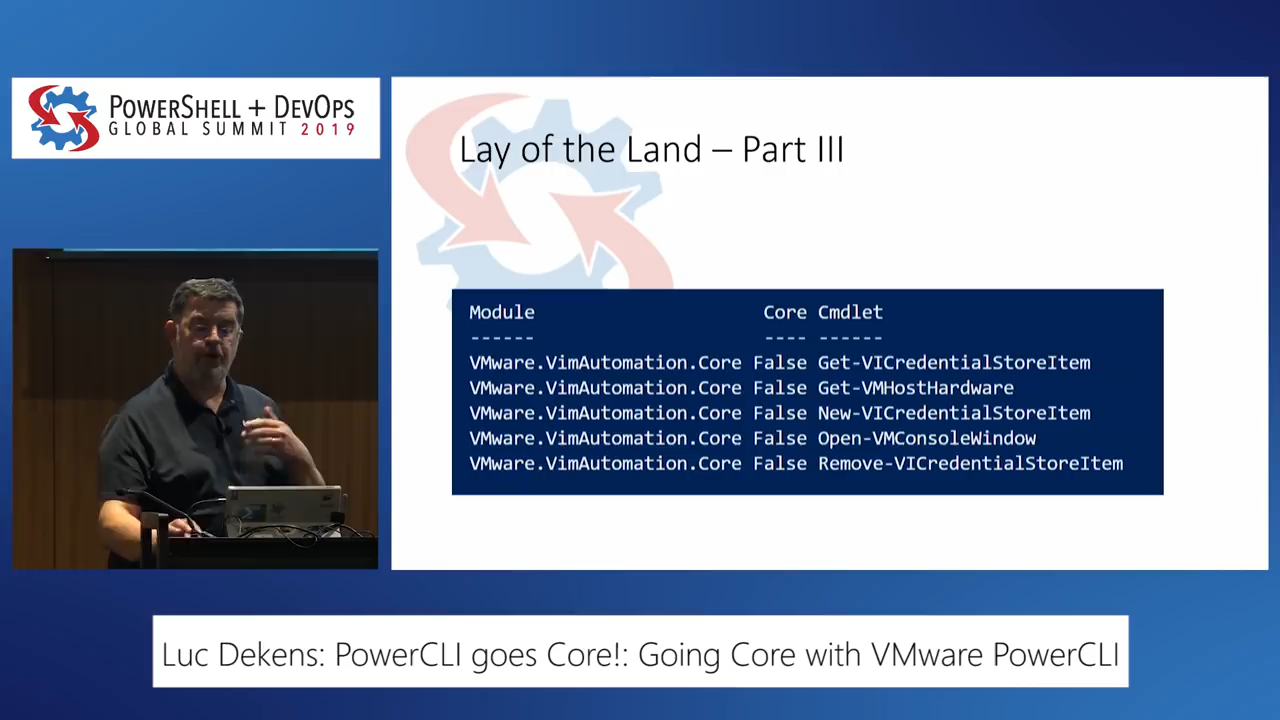 POWERSHELL + DEVOPS
GLOBAL SUMMIT 2019
Lay of the Land – Part III
Module Core Cmdlet
------ ---- ------
VMware.VimAutomation.Core False Get-VICredentialStoreItem
VMware.VimAutomation.Core False Get-VMHostHardware
VMware.VimAutomation.Core False New-VICredentialStoreItem
VMware.VimAutomation.Core False Open-VMConsoleWindow
VMware.VimAutomation.Core False Remove-VICredentialStoreItem
Luc Dekens: PowerCLI goes Core!: Going Core with VMware PowerCLI